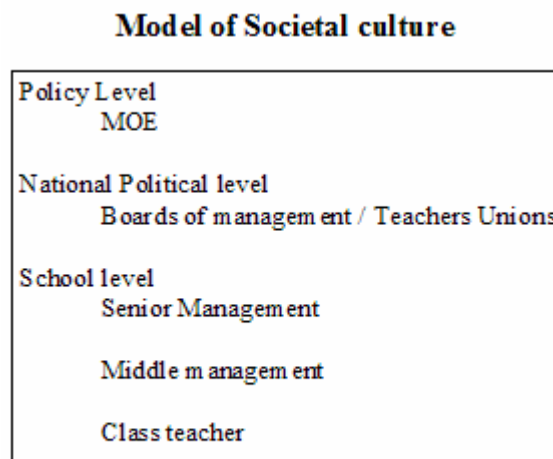 Model of Societal culture
Policy Level
MOE
National Political level
Boards of management / Teachers Unions
School level
Senior Management
Middle management
Class teacher